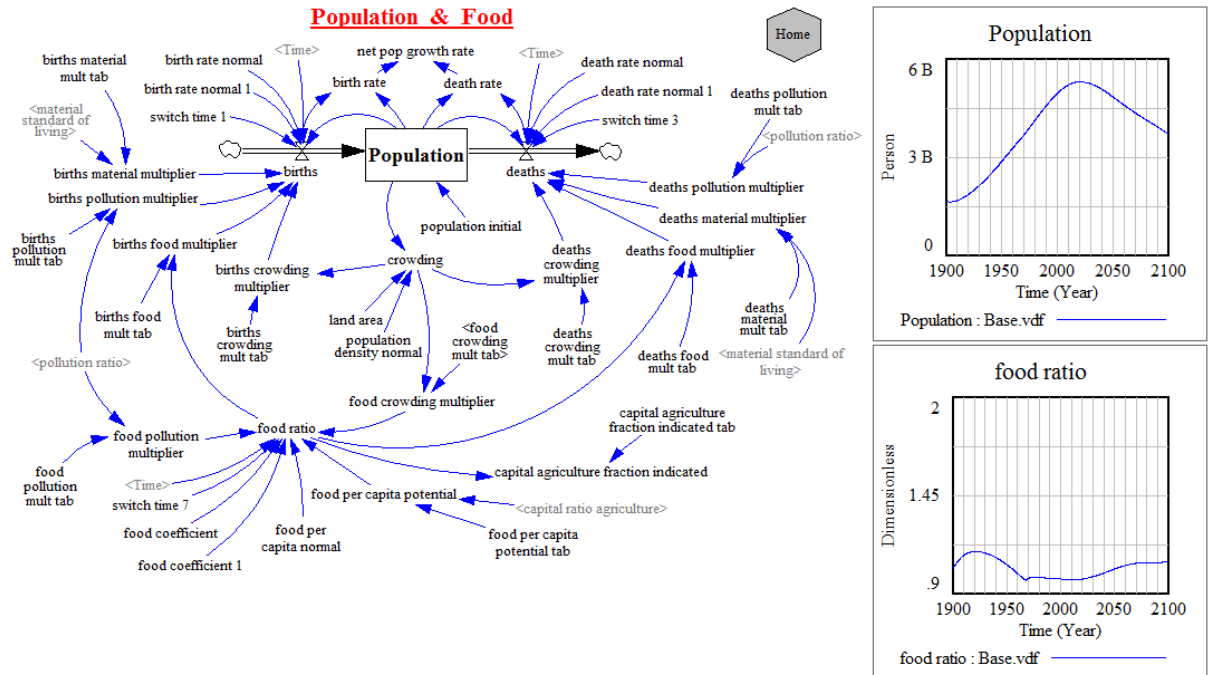 Population & Food
Home
births material
mult tab
birth rate normal
<Time>
net pop growth rate
<Time>
death rate normal
birth rate normal 1
birth rate
death rate
death rate normal 1
deaths pollution
mult tab
<material
standard of
living>
switch time 1
switch time 3
<pollution ratio>
Population
births material multiplier
births
deaths
deaths pollution multiplier
births pollution multiplier
deaths material multiplier
population initial
births
pollution
mult tab
births food multiplier
births crowding
multiplier
crowding
deaths
crowding
multiplier
deaths food multiplier
births food
mult tab
births
crowding
mult tab
land area
population
density normal
<food
crowding
mult tab>
deaths
crowding
mult tab
deaths food
mult tab
deaths
material
mult tab
<material standard of
living>
<pollution ratio>
food crowding multiplier
capital agriculture
fraction indicated tab
food pollution
multiplier
food ratio
food
pollution
mult tab
capital agriculture fraction indicated
<Time>
switch time 7
food per capita potential
<capital ratio agriculture>
food coefficient
food per
capita normal
food per capita
potential tab
food coefficient 1
Population
6 B
3 B
0
Person
1900 1950 2000 2050 2100
Time (Year)
Population : Base.vdf
food ratio
2
1.45
.9
Dimensionless
1900 1950 2000 2050 2100
Time (Year)
food ratio : Base.vdf